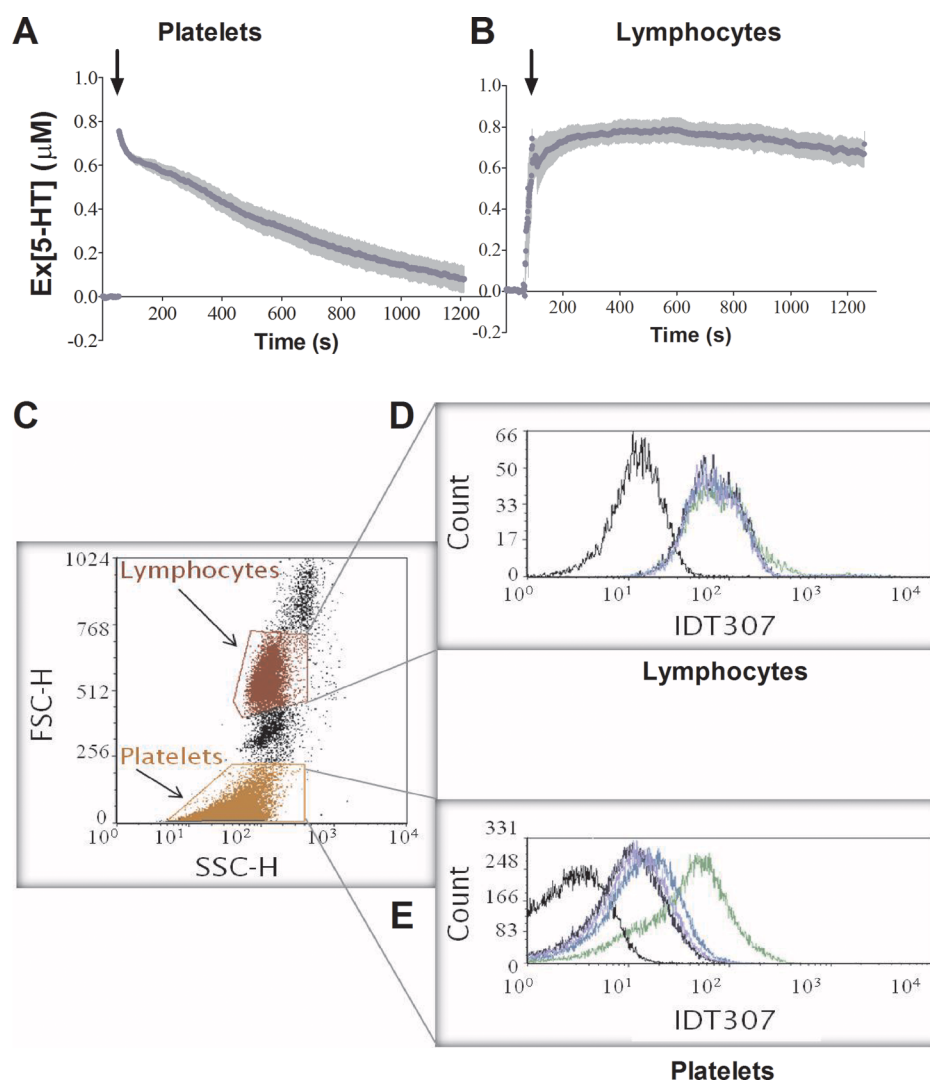 A Platelets
B Lymphocytes
Ex[5-HT] (μM)
1.0
0.8
0.6
0.4
0.2
0.0
-0.2
200 400 600 800 1000 1200
Time (s)
1.0
0.8
0.6
0.4
0.2
0.0
-0.2
200 400 600 800 1000 1200
Time (s)
C
FSC-H
1024
768
512
256
0
Lymphocytes
Platelets
10^0 10^1 10^2 10^3 10^4
SSC-H
D
Count
66
50
33
17
0
10^0 10^1 10^2 10^3 10^4
IDT307
Lymphocytes
E
Count
331
248
166
83
0
10^0 10^1 10^2 10^3 10^4
IDT307
Platelets